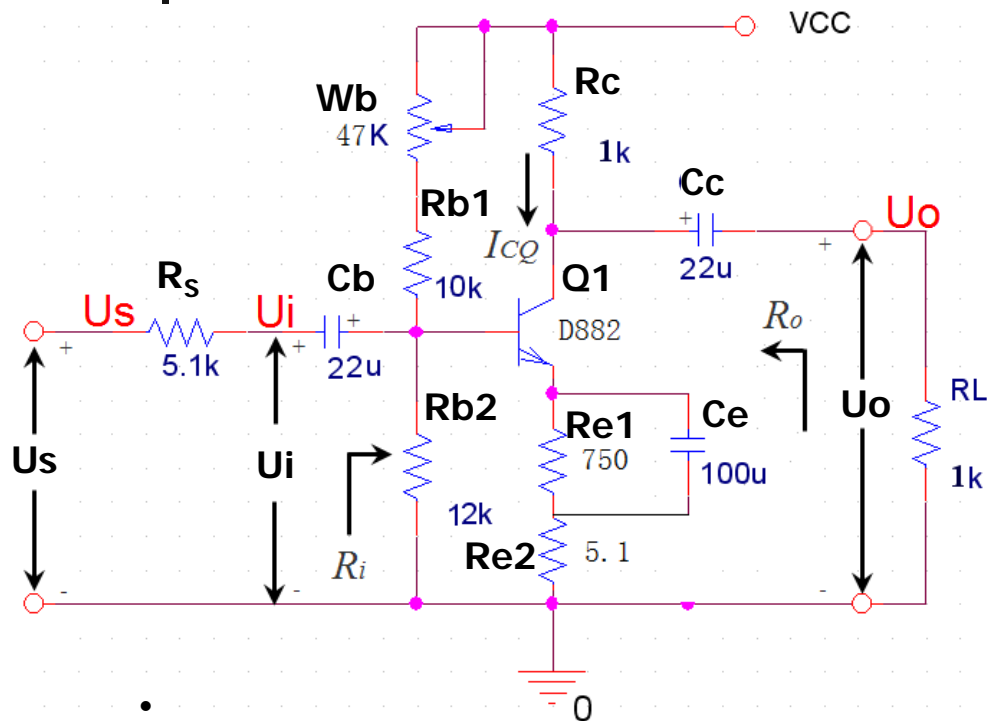 VCC
Wb
47K
Rc
1k
Rb1
10k
ICQ
Cc
22u
Uo
+
+
Us
Rs
5.1k
Ui
Cb
+
22u
Q1
D882
Ro
+
+
Us
Ui
Rb2
12k
Ri
Re1
750
Ce
100u
Re2
5.1
Uo
RL
1k
-
-
-
0
•